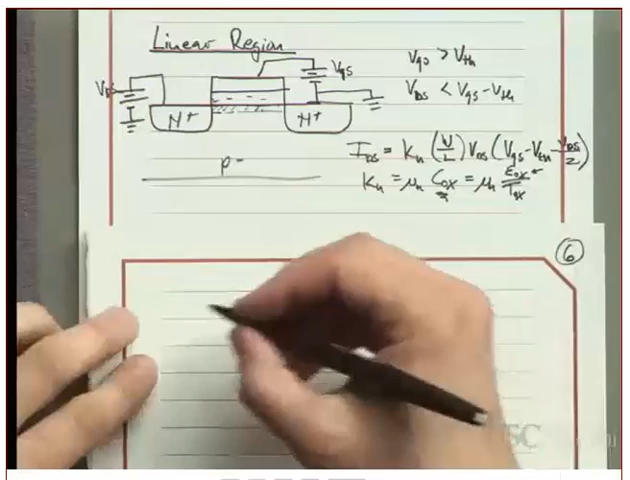 Linear Region
Vgs > Vth
Vgs
VDS < Vgs - Vth
N+
N+
IDS = Kn (W/L) VDS (Vgs - Vth - VDS/2)
p-
Kn = μn Cox = μn εox/Tox
6